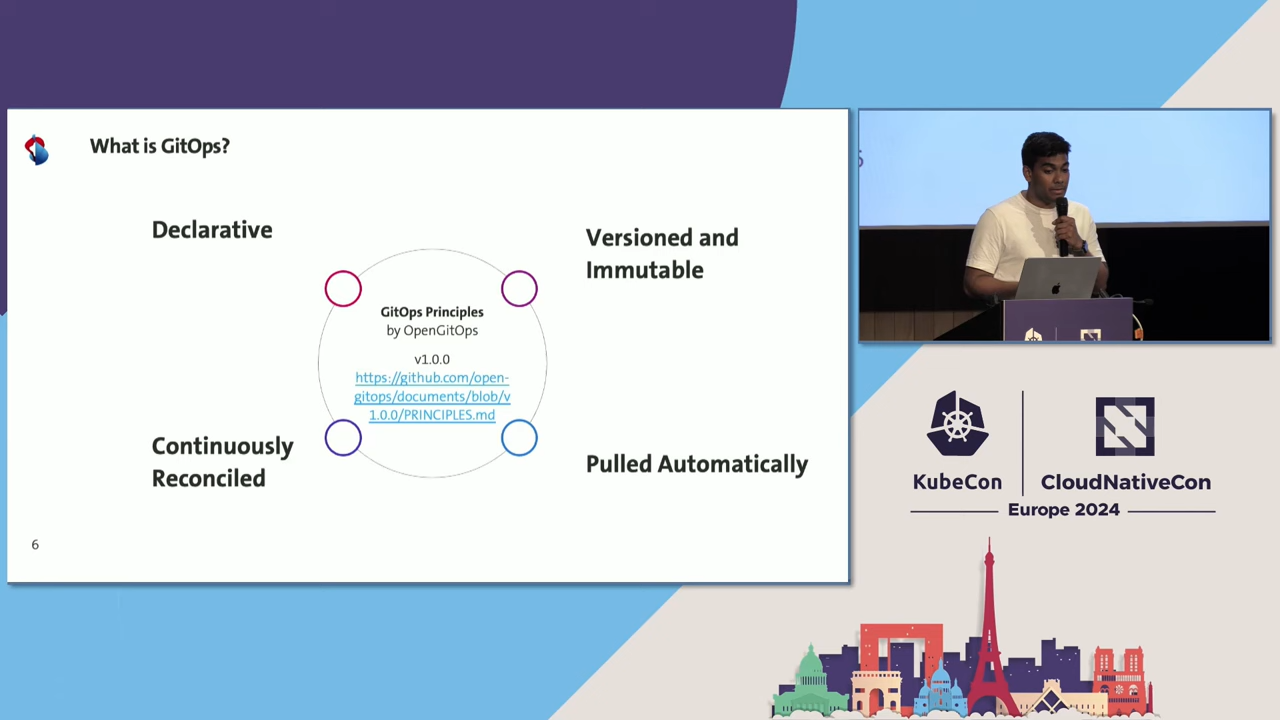 What is GitOps?
Declarative
Versioned and
Immutable
GitOps Principles
by OpenGitOps
v1.0.0
https://github.com/open-
gitops/documents/blob/v
1.0.0/PRINCIPLES.md
Continuously
Reconciled
Pulled Automatically
6
KubeCon
CloudNativeCon
Europe 2024